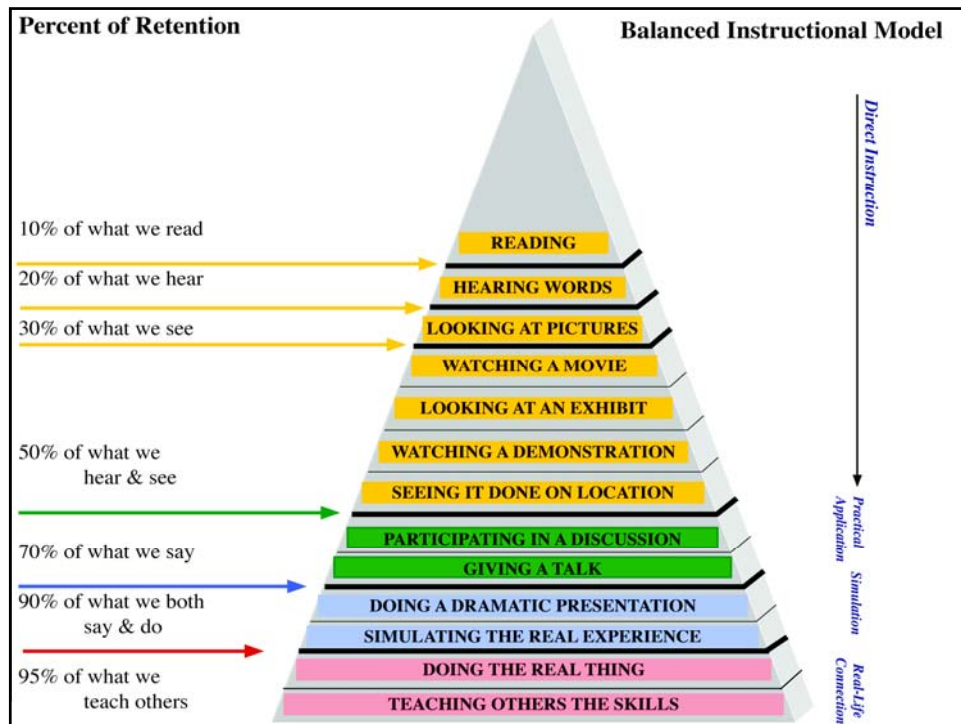 Percent of Retention
Balanced Instructional Model
10% of what we read
20% of what we hear
30% of what we see
50% of what we
hear & see
70% of what we say
90% of what we both
say & do
95% of what we
teach others
READING
HEARING WORDS
LOOKING AT PICTURES
WATCHING A MOVIE
LOOKING AT AN EXHIBIT
WATCHING A DEMONSTRATION
SEEING IT DONE ON LOCATION
PARTICIPATING IN A DISCUSSION
GIVING A TALK
DOING A DRAMATIC PRESENTATION
SIMULATING THE REAL EXPERIENCE
DOING THE REAL THING
TEACHING OTHERS THE SKILLS
Direct Instruction
Practical
Application
Simulation
Real-Life
Connection